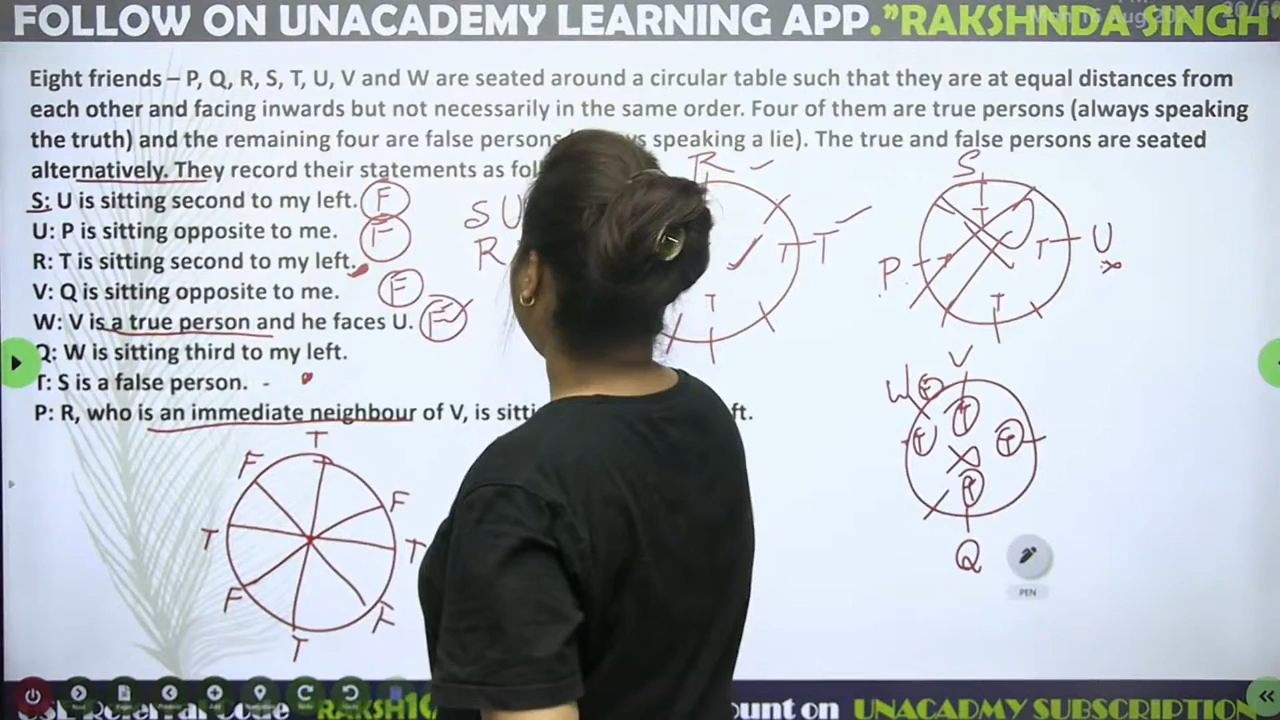 FOLLOW ON UNACADEMY LEARNING APP."RAKSHNDA SINGH
Eight friends – P, Q, R, S, T, U, V and W are seated around a circular table such that they are at equal distances from
each other and facing inwards but not necessarily in the same order. Four of them are true persons (always speaking
the truth) and the remaining four are false persons speaking a lie). The true and false persons are seated
alternatively. They record their statements as
S: U is sitting second to my left. F
U: P is sitting opposite to me. F
R: T is sitting second to my left.
V: Q is sitting opposite to me. F
W: V is a true person and he faces U. F
Q: W is sitting third to my left.
T: S is a false person. -
P: R, who is an immediate neighbour of V, is ft.
S U
R
R
T T
T
S
T
T U
P
T
V
W F
T
T T
T
Q
T
F F
T T
F F
T
PEN
Referral Code RAKSH1 on UNACADMY SUBSCRIPTION